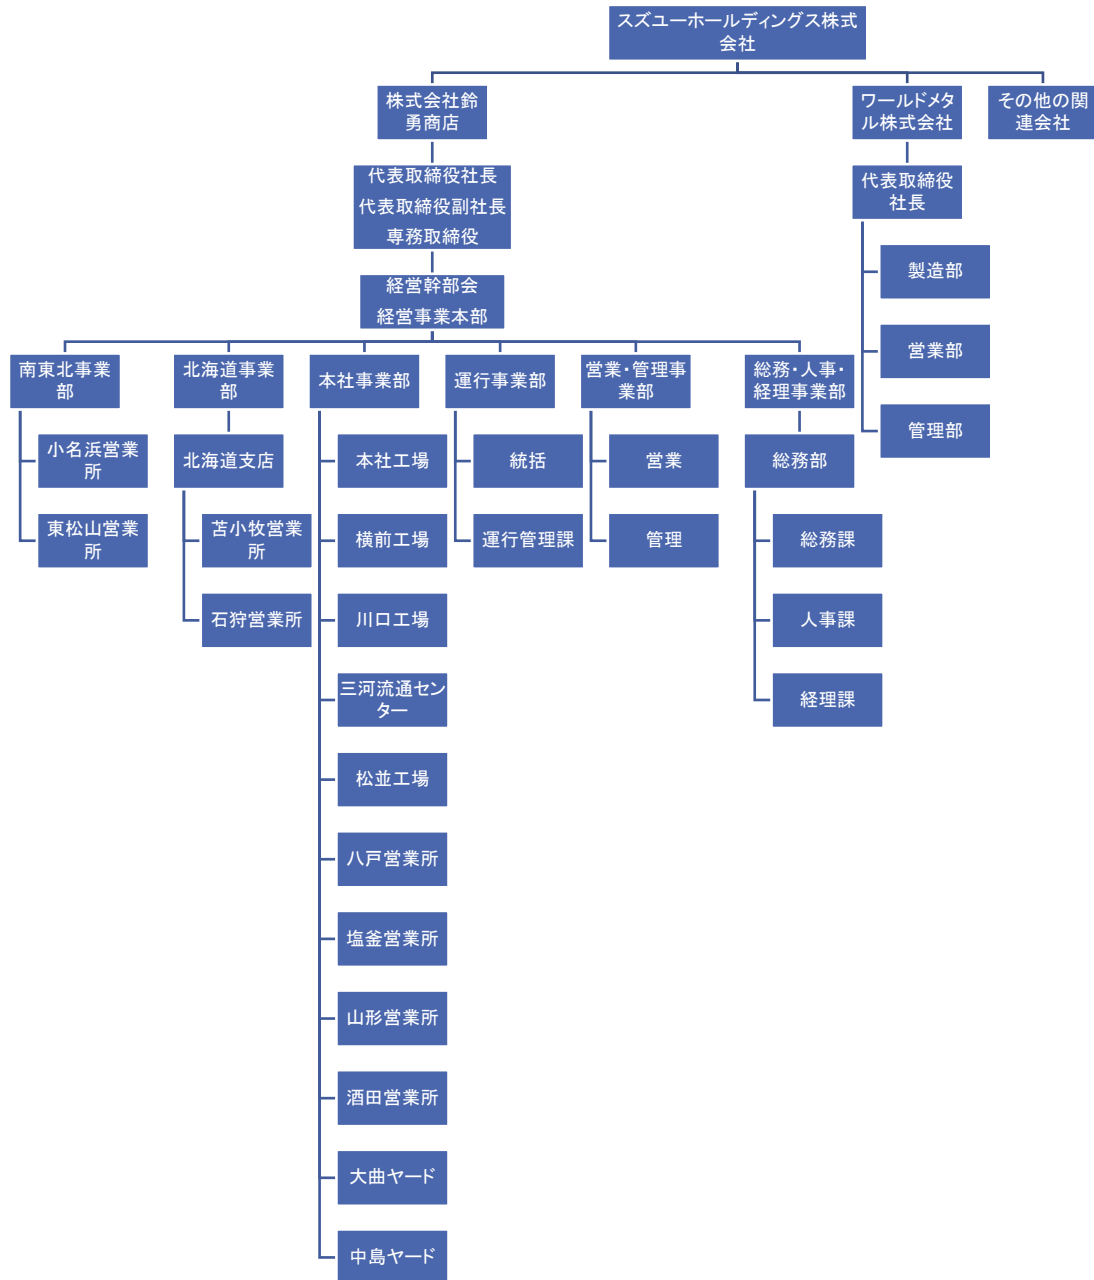 スズユーホールディングス株式
会社
株式会社鈴
勇商店
ワールドメタ
ル株式会社
その他の関
連会社
代表取締役社長
代表取締役副社長
専務取締役
代表取締役
社長
経営幹部会
経営事業本部
製造部
営業部
管理部
南東北事業
部
北海道事業
部
本社事業部
運行事業部
営業・管理事
業部
総務・人事・
経理事業部
小名浜営業
所
東松山営業
所
北海道支店
苫小牧営業
所
石狩営業所
本社工場
横前工場
川口工場
三河流通セン
ター
松並工場
八戸営業所
塩釜営業所
山形営業所
酒田営業所
大曲ヤード
中島ヤード
統括
運行管理課
営業
管理
総務部
総務課
人事課
経理課